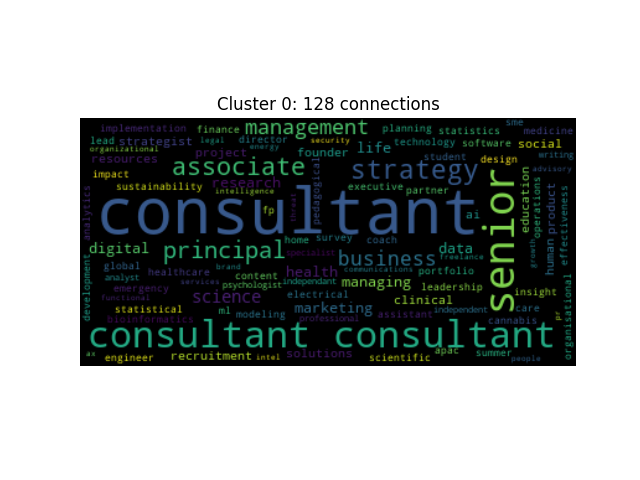 Cluster 0: 128 connections
implementation finance management planning statistics sme medicine
lead strategist legal director security technology software social
organizational energy
resources project founder life student design writing
associate strategy advisory
impact research executive partner
sustainability intelligence pedagogical
analytics consultant threat fp ai senior education operations human product effectiveness
digital principal home survey coach data
specialist business freelance
global healthcare brand health communications portfolio growth
analyst services content managing leadership insight
development emergency psychologist independant
functional electrical clinical care
statistical science marketing independent
bioinformatics ml modeling professional assistant cannabis organisational pr
consultant consultant
ax engineer recruitment intel solutions scientific apac summer people